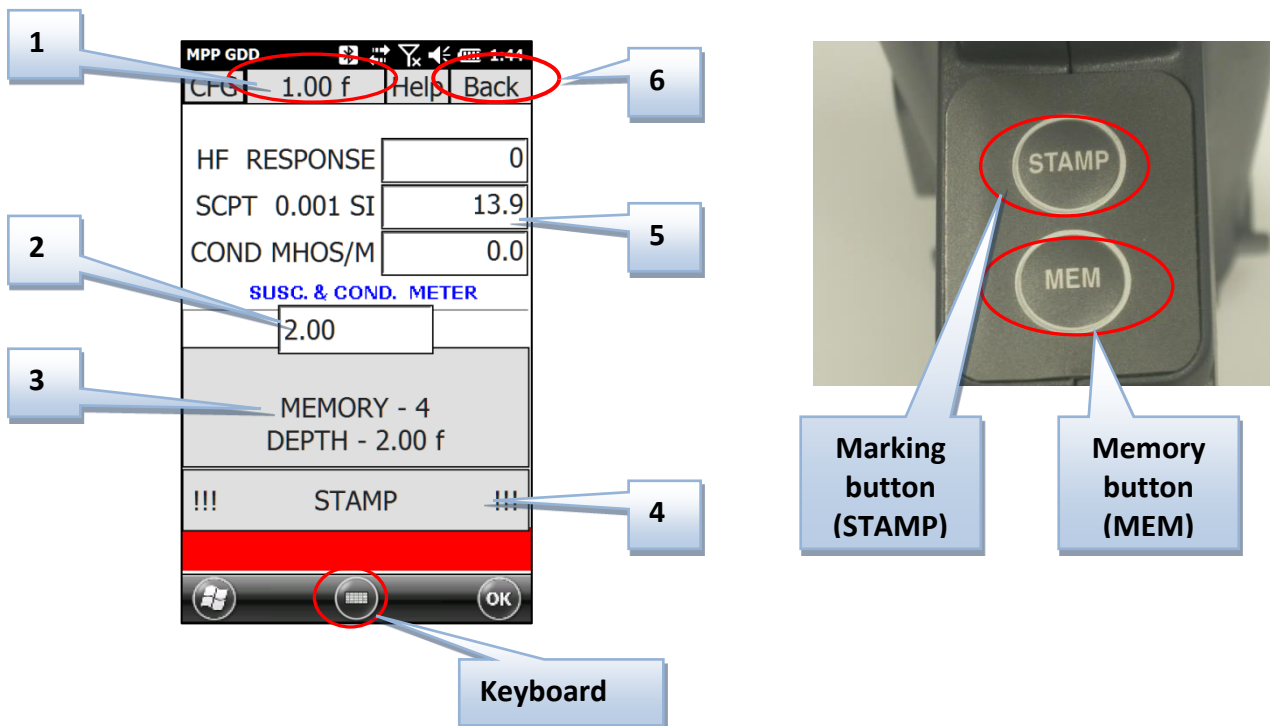 1
MPP GDD 1:44
CFG 1.00 f Help Back
6
HF RESPONSE 0
SCPT 0.001 SI 13.9
5
2
COND MHOS/M 0.0
SUSC. & COND. METER
2.00
3
MEMORY - 4
DEPTH - 2.00 f
!!! STAMP !!!
4
OK
Keyboard
STAMP
MEM
Marking
button
(STAMP)
Memory
button
(MEM)